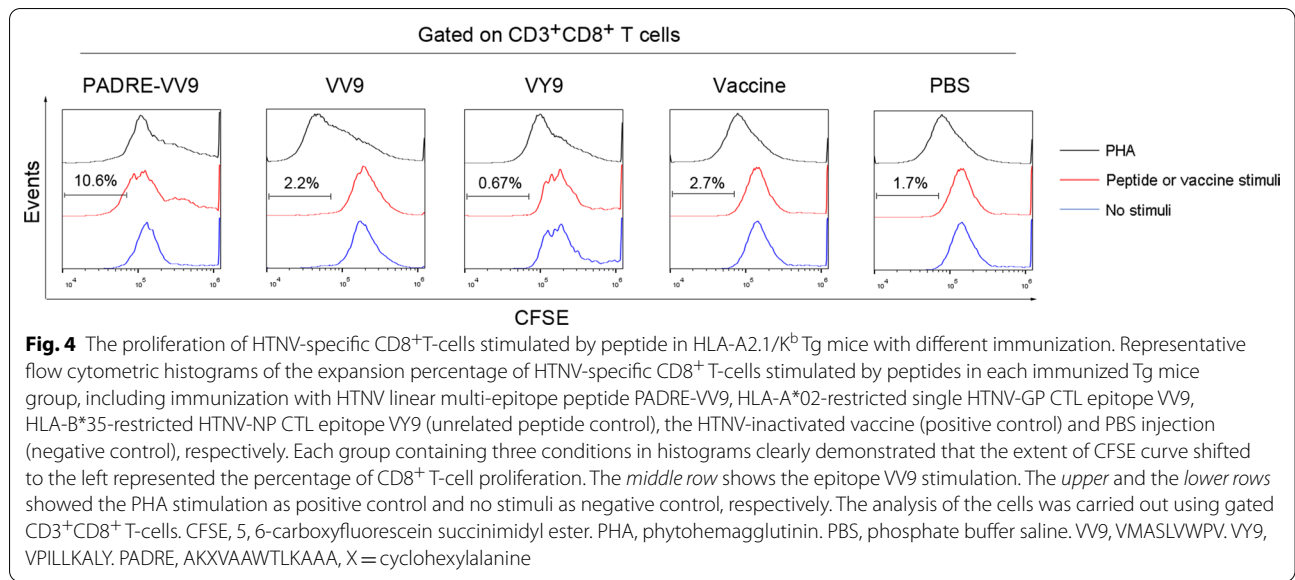 Gated on CD3⁺CD8⁺ T cells
PADRE-VV9 VV9 VY9 Vaccine PBS
Events
10.6% 2.2% 0.67% 2.7% 1.7%
PHA
Peptide or vaccine stimuli
No stimuli
10⁴ 10⁵ 10⁶ 10⁴ 10⁵ 10⁶ 10⁴ 10⁵ 10⁶ 10⁴ 10⁵ 10⁶ 10⁴ 10⁵ 10⁶
CFSE
Fig. 4 The proliferation of HTNV-specific CD8⁺T-cells stimulated by peptide in HLA-A2.1/Kᵇ Tg mice with different immunization. Representative
flow cytometric histograms of the expansion percentage of HTNV-specific CD8⁺ T-cells stimulated by peptides in each immunized Tg mice
group, including immunization with HTNV linear multi-epitope peptide PADRE-VV9, HLA-A*02-restricted single HTNV-GP CTL epitope VV9,
HLA-B*35-restricted HTNV-NP CTL epitope VY9 (unrelated peptide control), the HTNV-inactivated vaccine (positive control) and PBS injection
(negative control), respectively. Each group containing three conditions in histograms clearly demonstrated that the extent of CFSE curve shifted
to the left represented the percentage of CD8⁺ T-cell proliferation. The middle row shows the epitope VV9 stimulation. The upper and the lower rows
showed the PHA stimulation as positive control and no stimuli as negative control, respectively. The analysis of the cells was carried out using gated
CD3⁺CD8⁺ T-cells. CFSE, 5, 6-carboxyfluorescein succinimidyl ester. PHA, phytohemagglutinin. PBS, phosphate buffer saline. VV9, VMASLVWPV. VY9,
VPILLKALY. PADRE, AKXVAAWTLKAAA, X = cyclohexylalanine